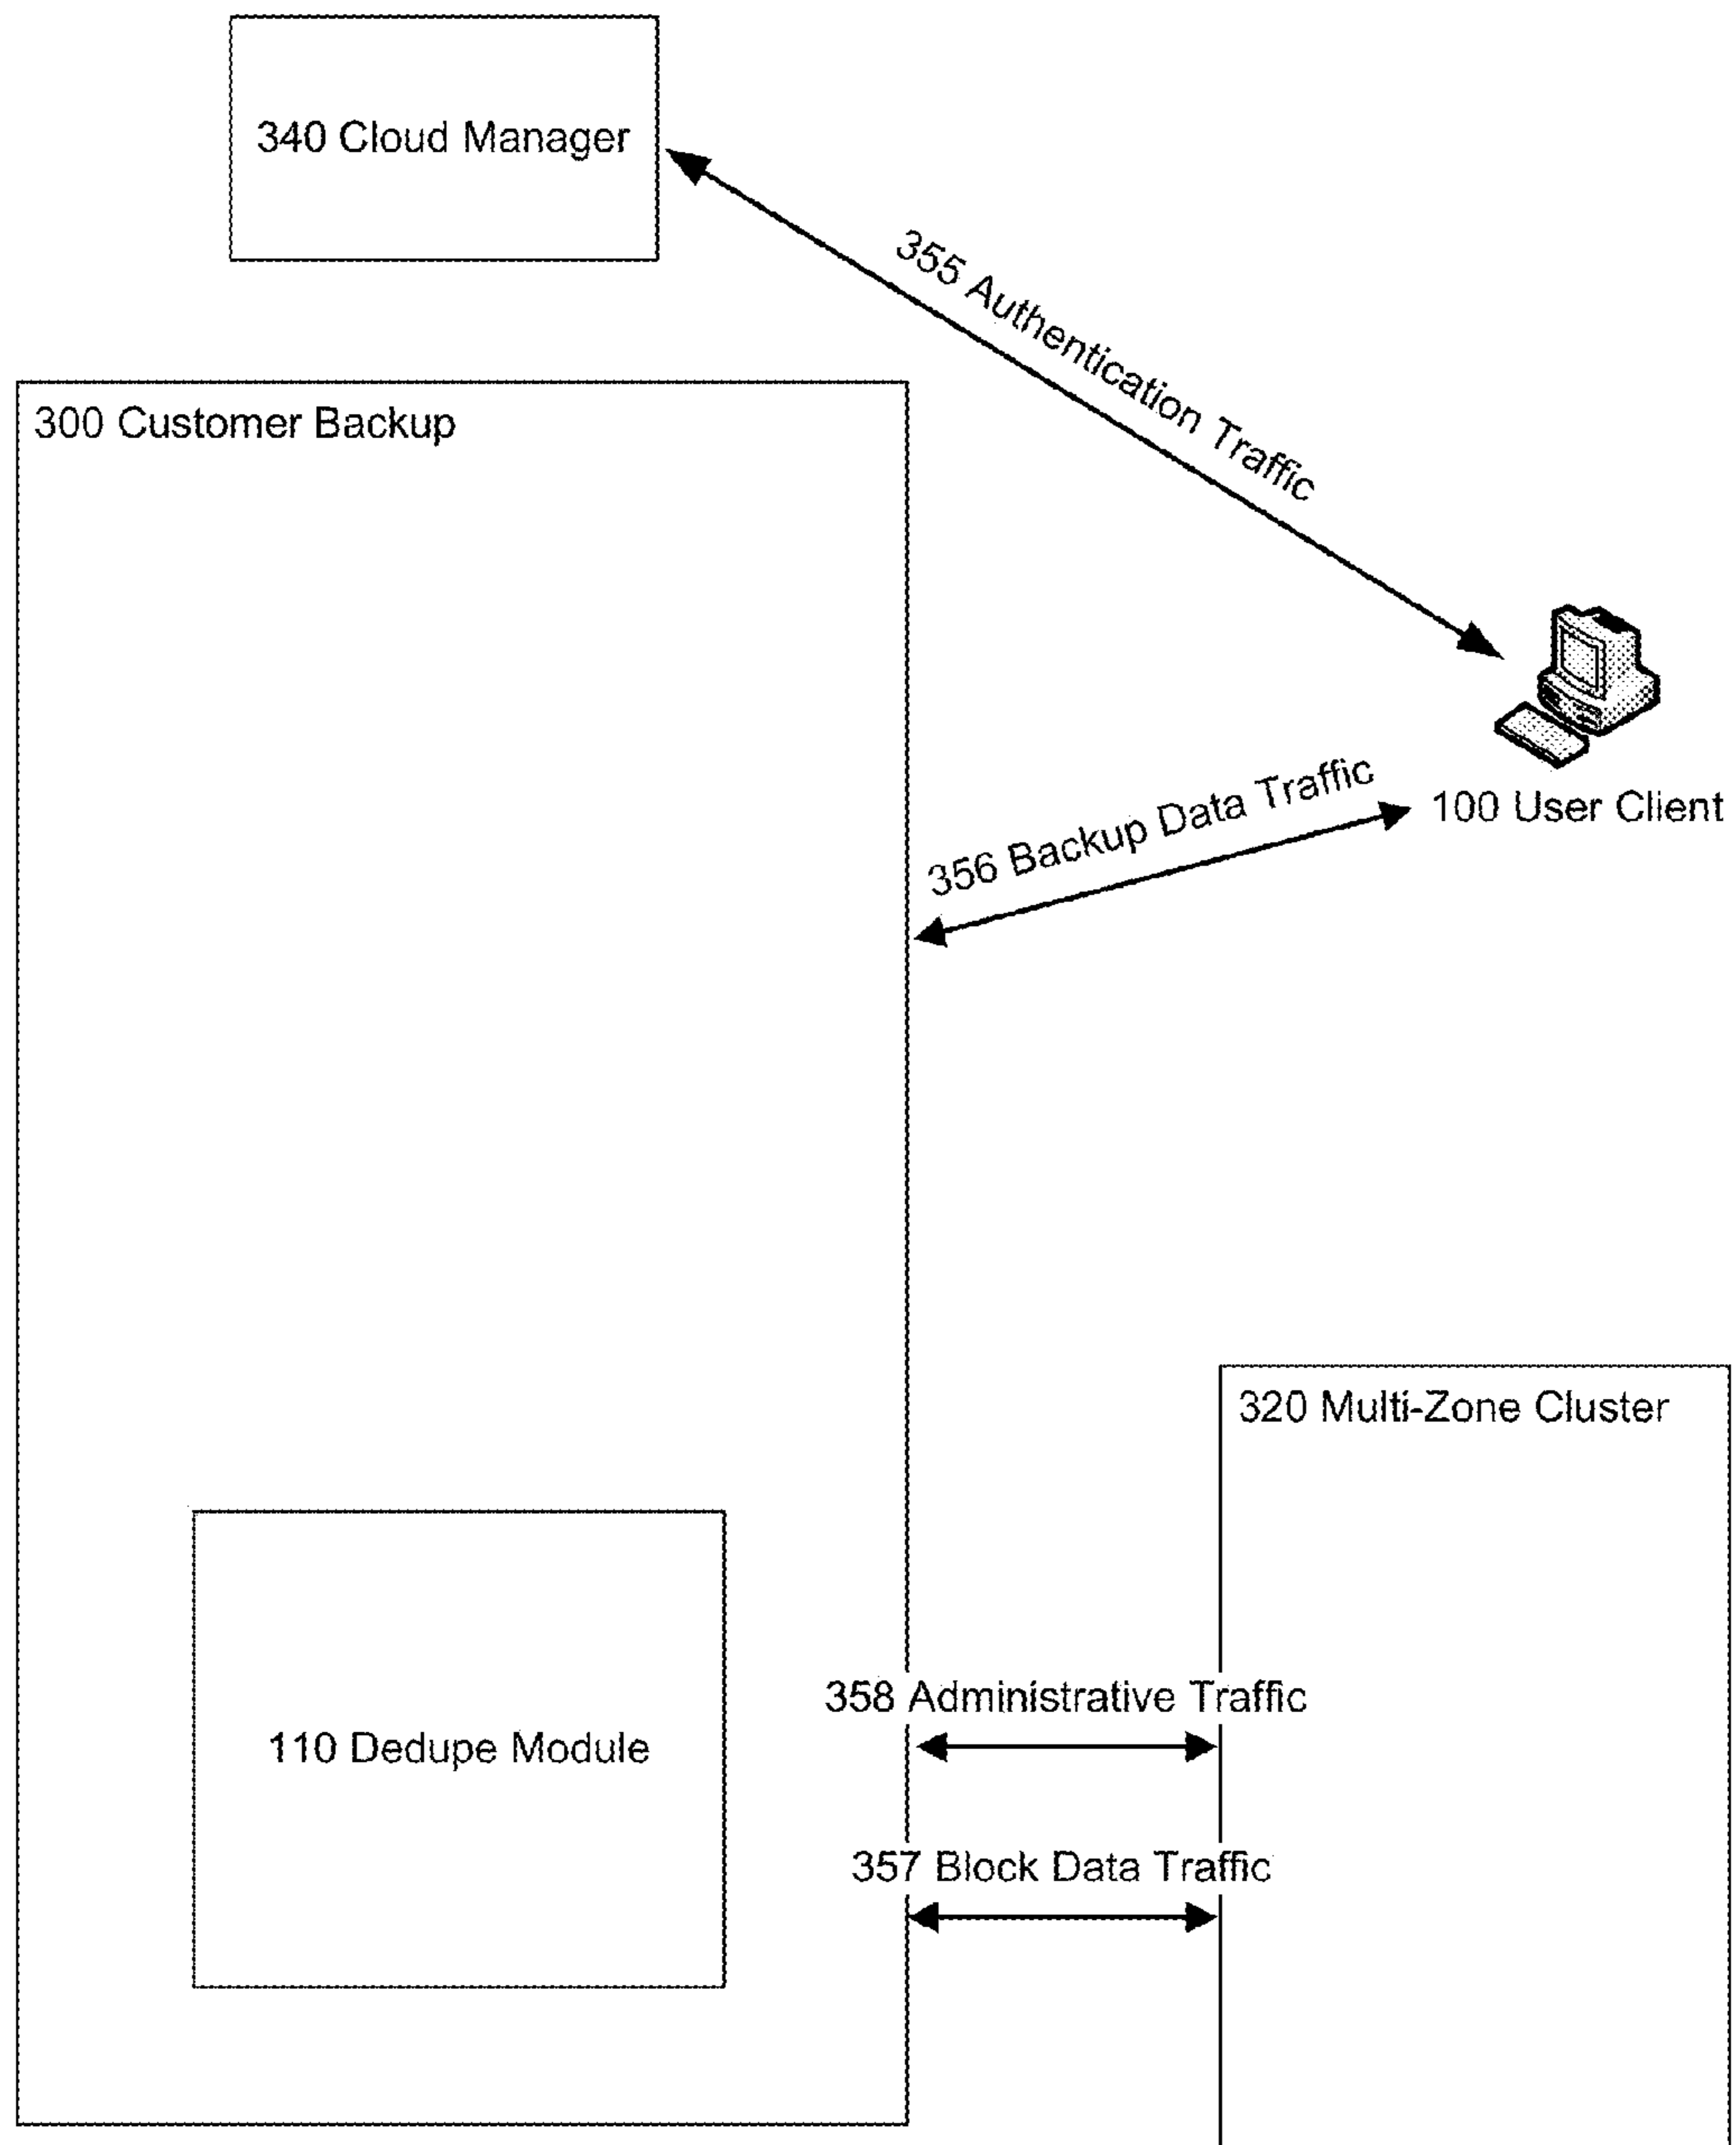 340 Cloud Manager
355 Authentication Traffic
300 Customer Backup
356 Backup Data Traffic
100 User Client
320 Multi-Zone Cluster
358 Administrative Traffic
110 Dedupe Module
357 Block Data Traffic